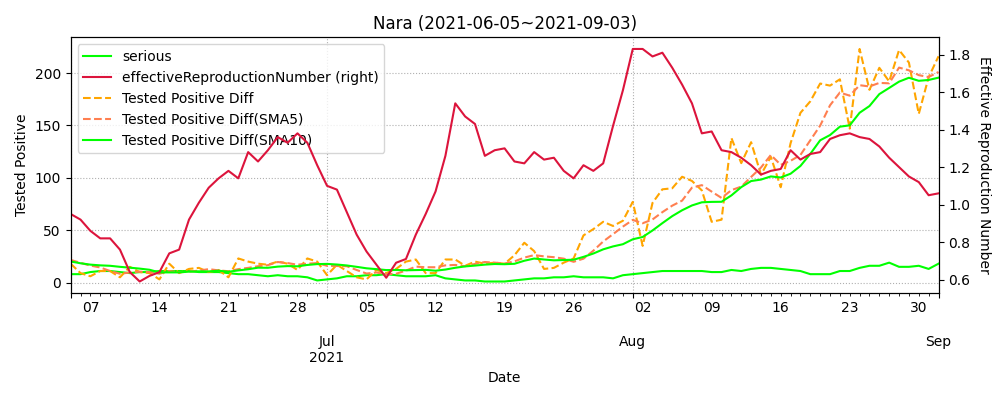 Nara (2021-06-05~2021-09-03)
serious
effectiveReproductionNumber (right)
Tested Positive Diff
Tested Positive Diff(SMA5)
Tested Positive Diff(SMA10)
Tested Positive
200
150
100
50
0
1.8
1.6
1.4
1.2
1.0
0.8
0.6
Effective Reproduction Number
07 14 21 28 05 12 19 26 02 09 16 23 30
Jul Aug Sep
2021
Date